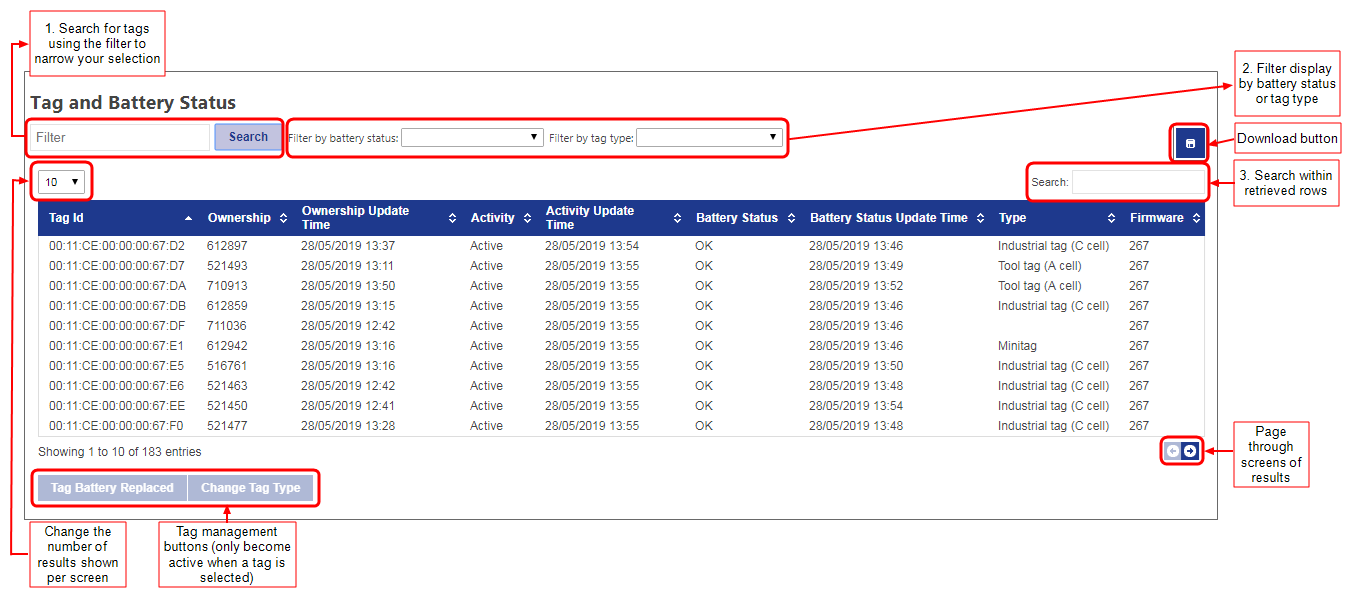 1. Search for tags
using the filter to
narrow your selection
2. Filter display
by battery status
or tag type
Tag and Battery Status
Filter Search Filter by battery status: Filter by tag type:
Download button
10
Search:
3. Search within
retrieved rows
Tag Id Ownership Ownership Update Time Activity Activity Update Time Battery Status Battery Status Update Time Type Firmware
00:11:CE:00:00:00:67:D2 612897 28/05/2019 13:37 Active 28/05/2019 13:54 OK 28/05/2019 13:46 Industrial tag (C cell) 267
00:11:CE:00:00:00:67:D7 521493 28/05/2019 13:11 Active 28/05/2019 13:55 OK 28/05/2019 13:49 Tool tag (A cell) 267
00:11:CE:00:00:00:67:DA 710913 28/05/2019 13:50 Active 28/05/2019 13:55 OK 28/05/2019 13:52 Tool tag (A cell) 267
00:11:CE:00:00:00:67:DB 612859 28/05/2019 13:15 Active 28/05/2019 13:55 OK 28/05/2019 13:46 Industrial tag (C cell) 267
00:11:CE:00:00:00:67:DF 711036 28/05/2019 12:42 Active 28/05/2019 13:55 OK 28/05/2019 13:46 267
00:11:CE:00:00:00:67:E1 612942 28/05/2019 13:16 Active 28/05/2019 13:55 OK 28/05/2019 13:46 Minitag 267
00:11:CE:00:00:00:67:E5 516761 28/05/2019 13:16 Active 28/05/2019 13:55 OK 28/05/2019 13:50 Industrial tag (C cell) 267
00:11:CE:00:00:00:67:E6 521463 28/05/2019 12:42 Active 28/05/2019 13:55 OK 28/05/2019 13:48 Industrial tag (C cell) 267
00:11:CE:00:00:00:67:EE 521450 28/05/2019 12:41 Active 28/05/2019 13:55 OK 28/05/2019 13:54 Industrial tag (C cell) 267
00:11:CE:00:00:00:67:F0 521477 28/05/2019 13:28 Active 28/05/2019 13:55 OK 28/05/2019 13:48 Industrial tag (C cell) 267
Showing 1 to 10 of 183 entries
Page
through
screens of
results
Tag Battery Replaced Change Tag Type
Change the
number of
results shown
per screen
Tag management
buttons (only become
active when a tag is
selected)